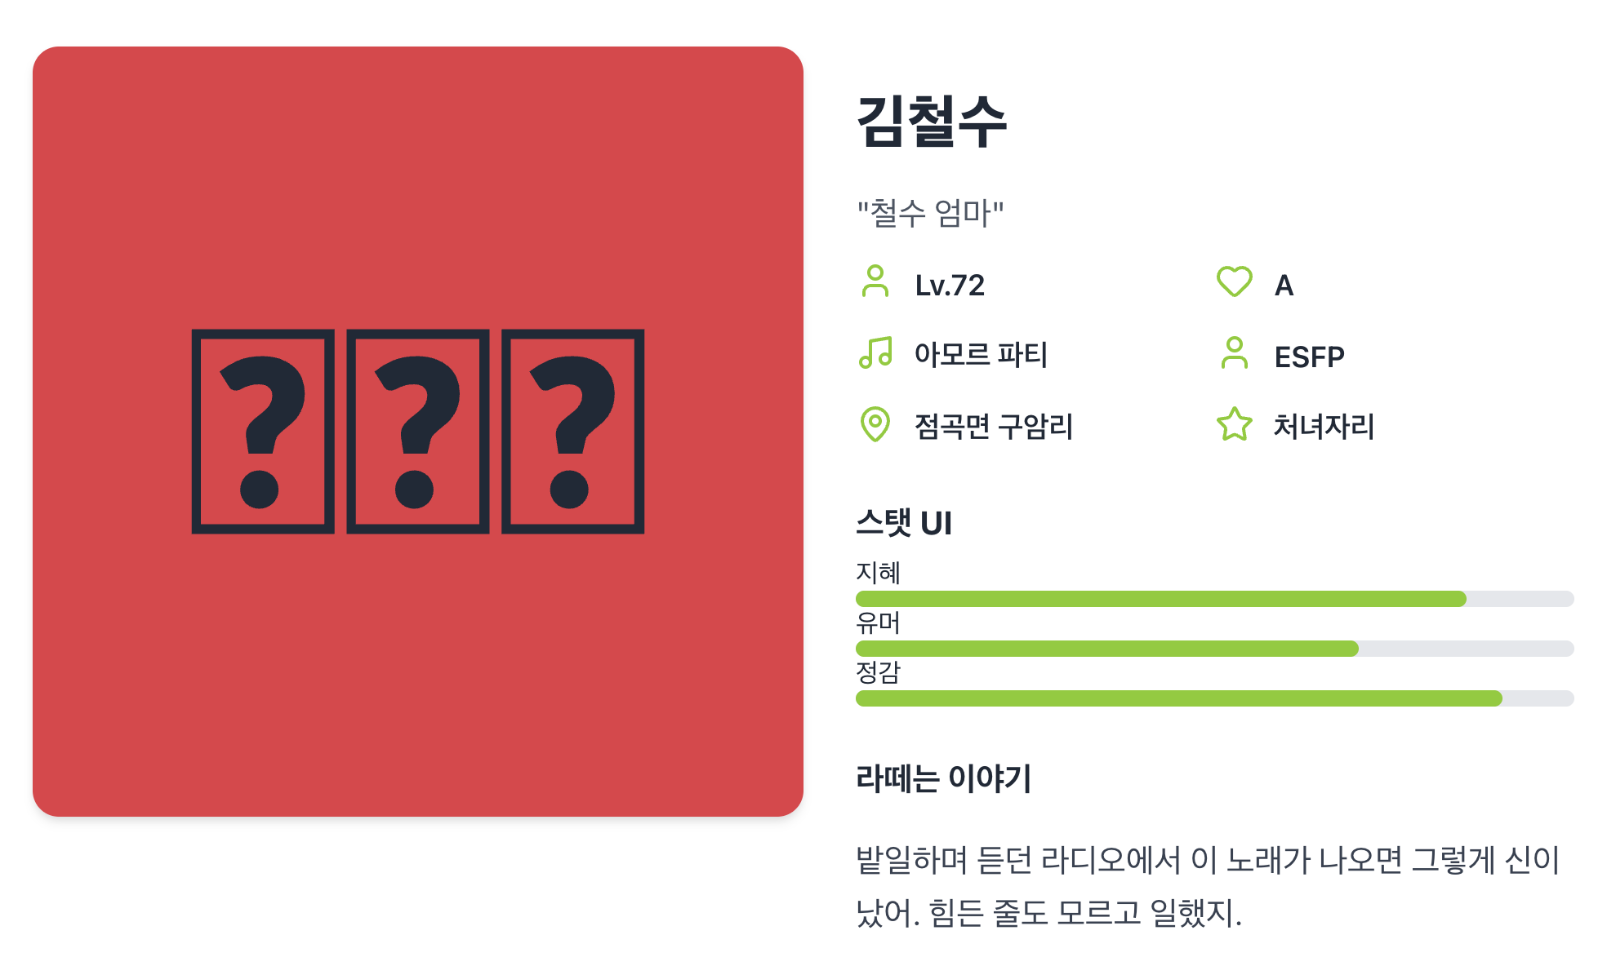 ???
김철수
"철수 엄마"
Lv.72
A
아모르 파티
ESFP
점곡면 구암리
처녀자리
스탯 UI
지혜
유머
정감
라떼는 이야기
밭일하며 듣던 라디오에서 이 노래가 나오면 그렇게 신이
났어. 힘든 줄도 모르고 일했지.